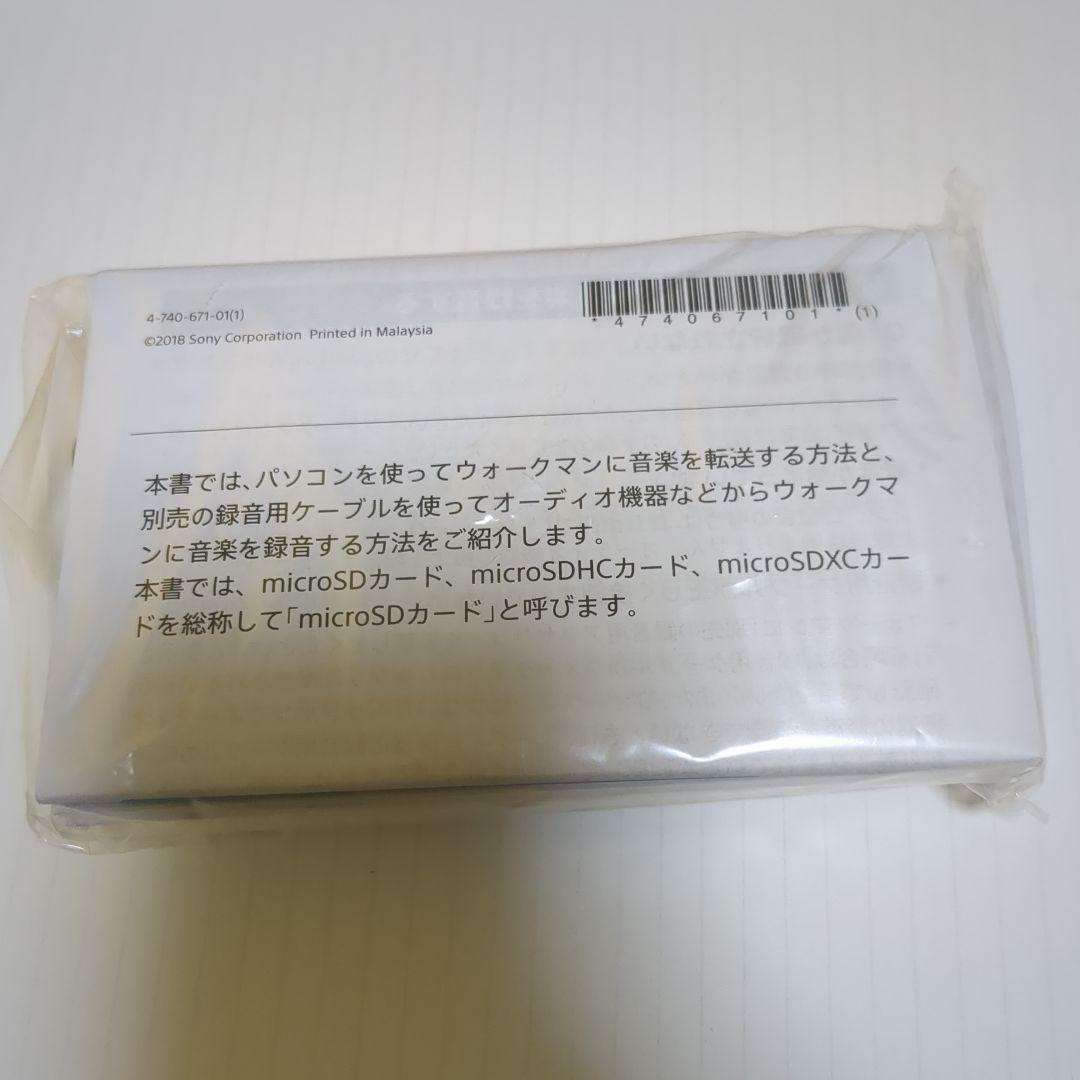 4-740-671-01(1)
©2018 Sony Corporation Printed in Malaysia
*474067101*(1)
本書では、パソコンを使ってウォークマンに音楽を転送する方法と、
別売の録音用ケーブルを使ってオーディオ機器などからウォークマ
ンに音楽を録音する方法をご紹介します。
本書では、microSDカード、microSDHCカード、microSDXCカー
ドを総称して「microSDカード」と呼びます。